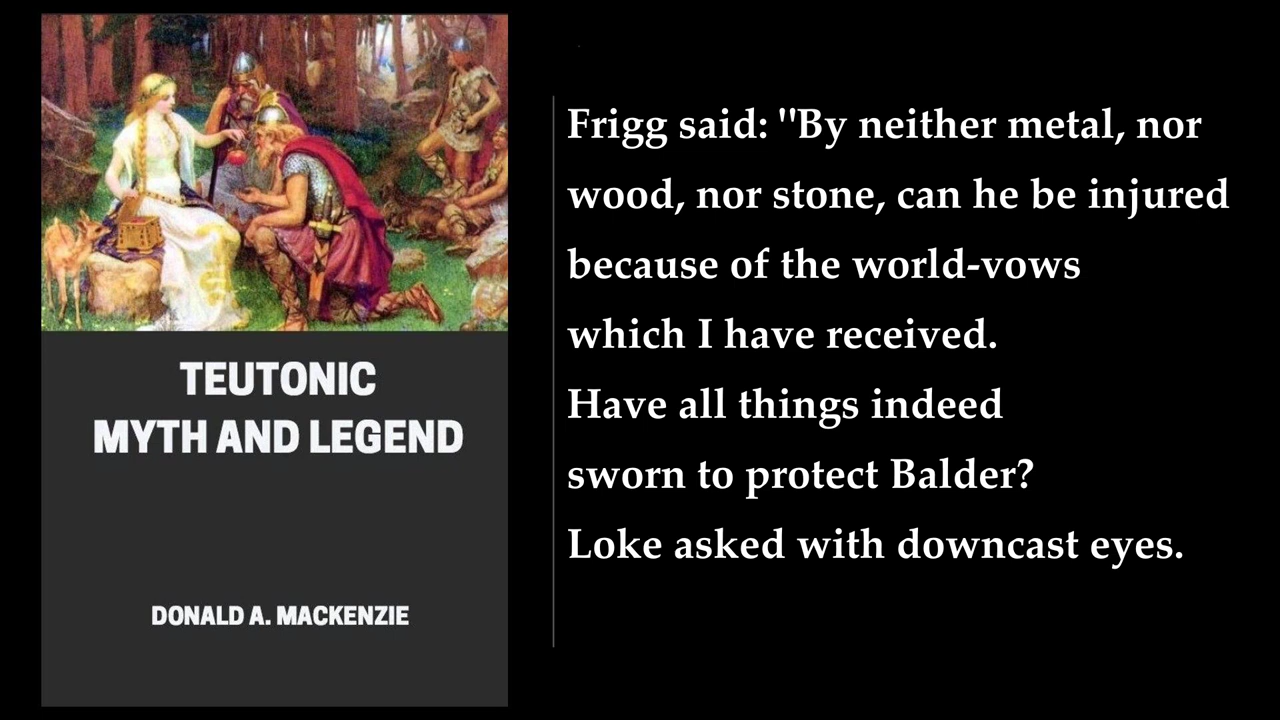 TEUTONIC
MYTH AND LEGEND
DONALD A. MACKENZIE
Frigg said: "By neither metal, nor
wood, nor stone, can he be injured
because of the world-vows
which I have received.
Have all things indeed
sworn to protect Balder?
Loke asked with downcast eyes.